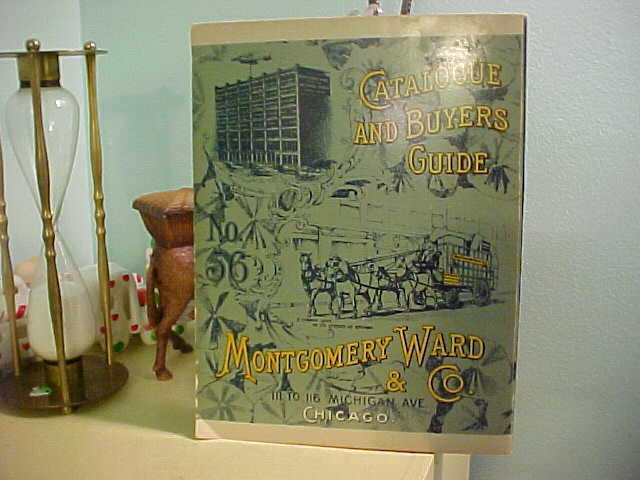 CATALOGUE
AND BUYERS
GUIDE
No.
56
MONTGOMERY WARD
& CO.
111 TO 116 MICHIGAN AVE.
CHICAGO.